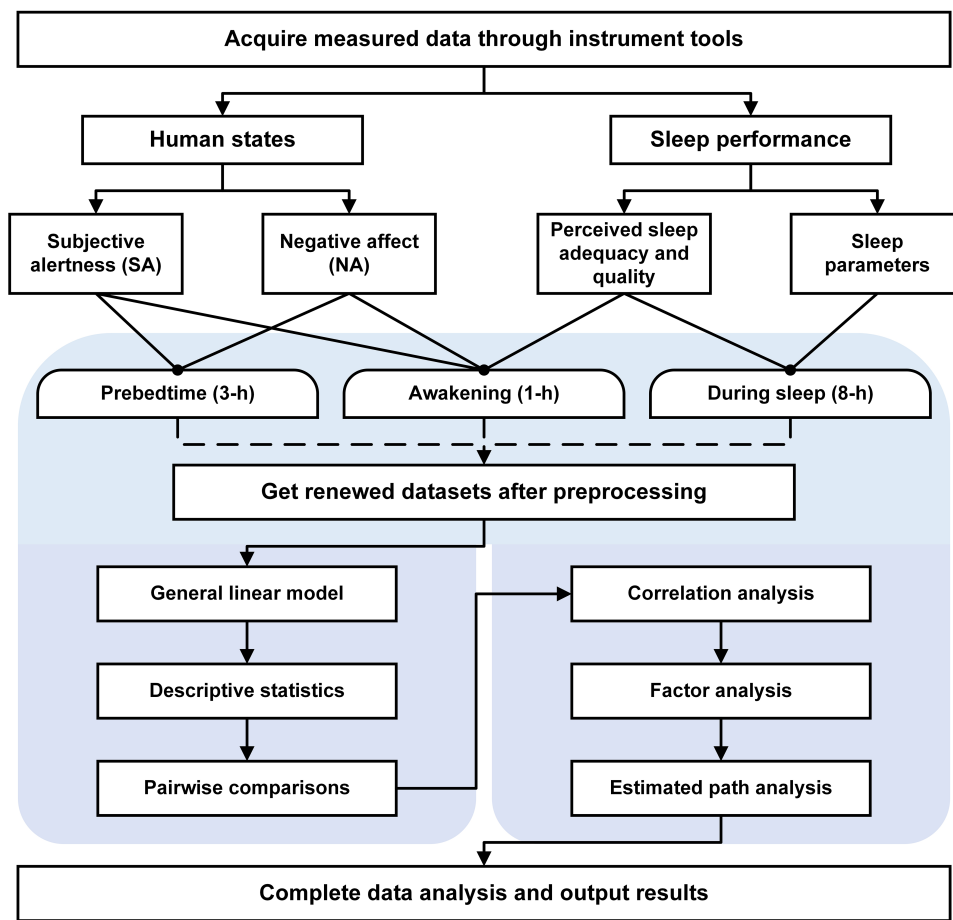 Acquire measured data through instrument tools
Human states
Sleep performance
Subjective
alertness (SA)
Negative affect
(NA)
Perceived sleep
adequacy and
quality
Sleep
parameters
Prebedtime (3-h)
Awakening (1-h)
During sleep (8-h)
Get renewed datasets after preprocessing
General linear model
Descriptive statistics
Pairwise comparisons
Correlation analysis
Factor analysis
Estimated path analysis
Complete data analysis and output results